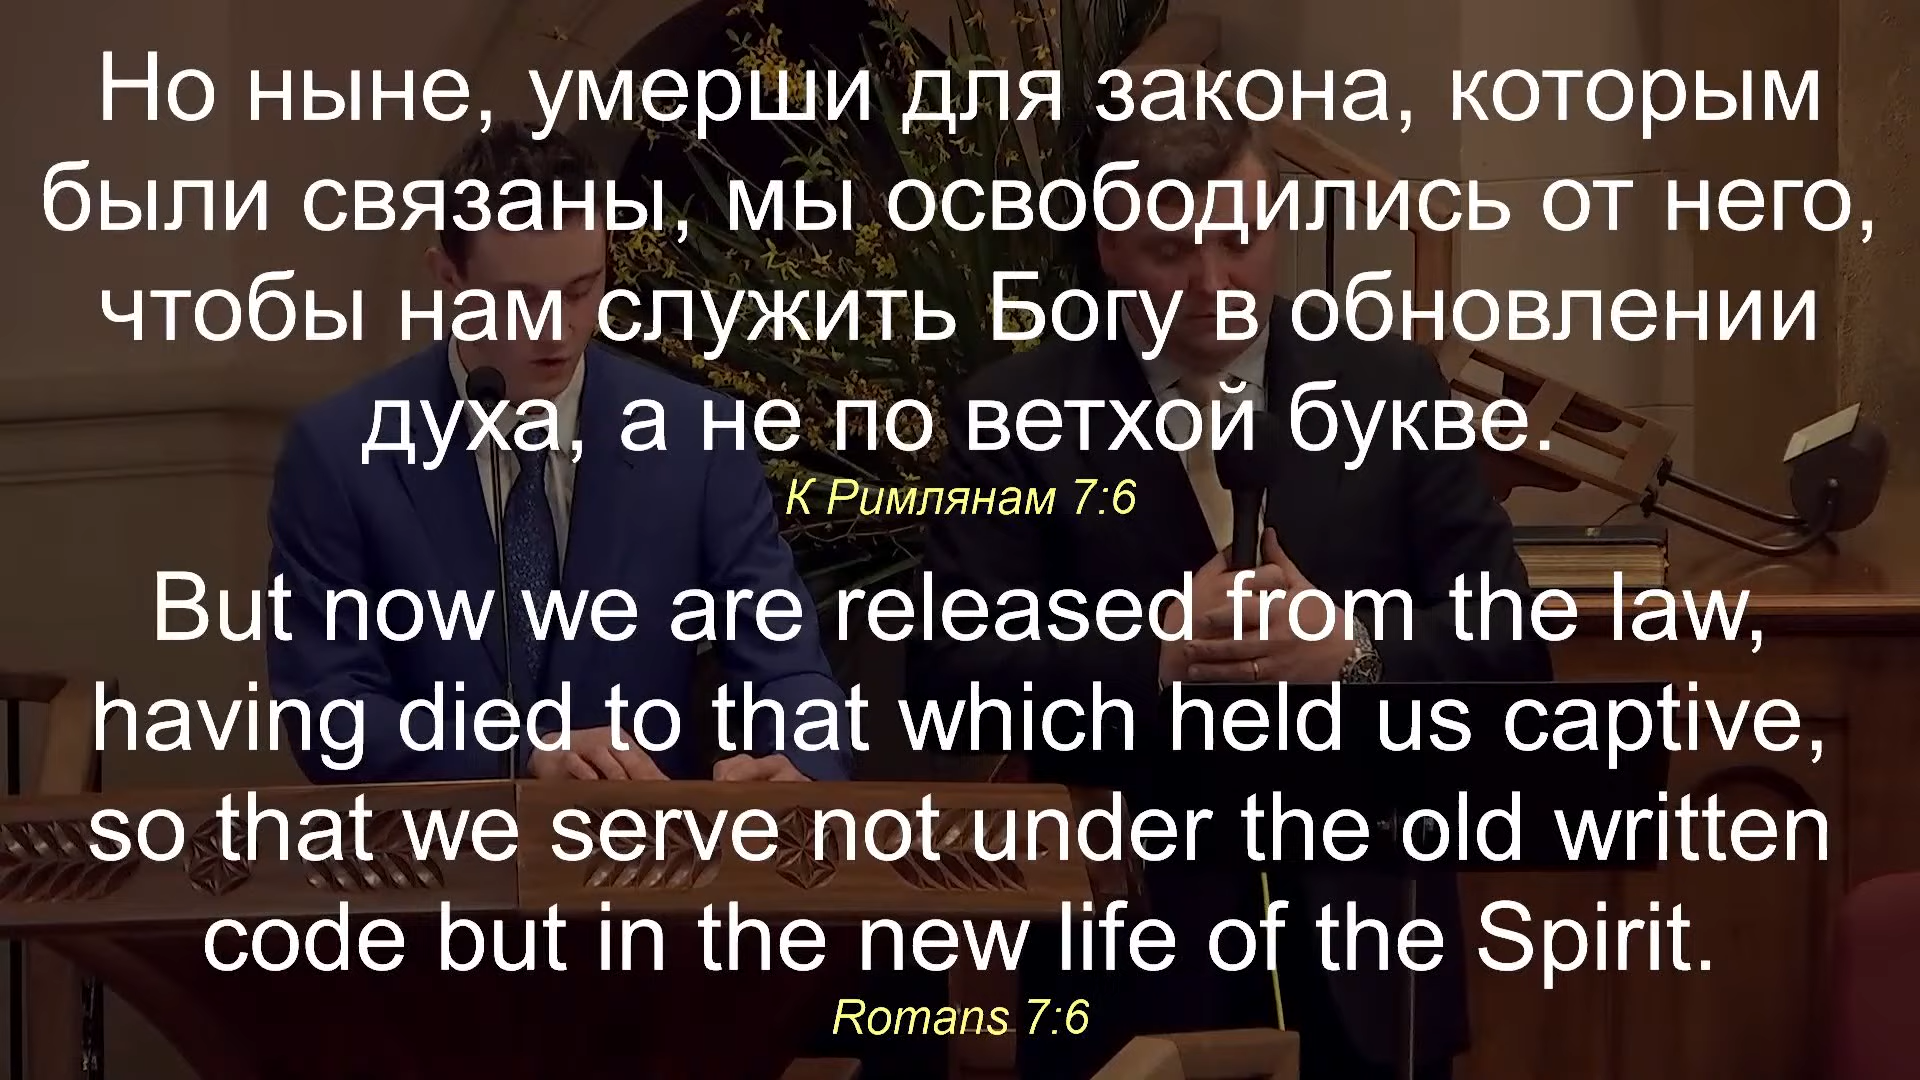 Но ныне, умерши для закона, которым
были связаны, мы освободились от него,
чтобы нам служить Богу в обновлении
духа, а не по ветхой букве.
К Римлянам 7:6
But now we are released from the law,
having died to that which held us captive,
so that we serve not under the old written
code but in the new life of the Spirit.
Romans 7:6